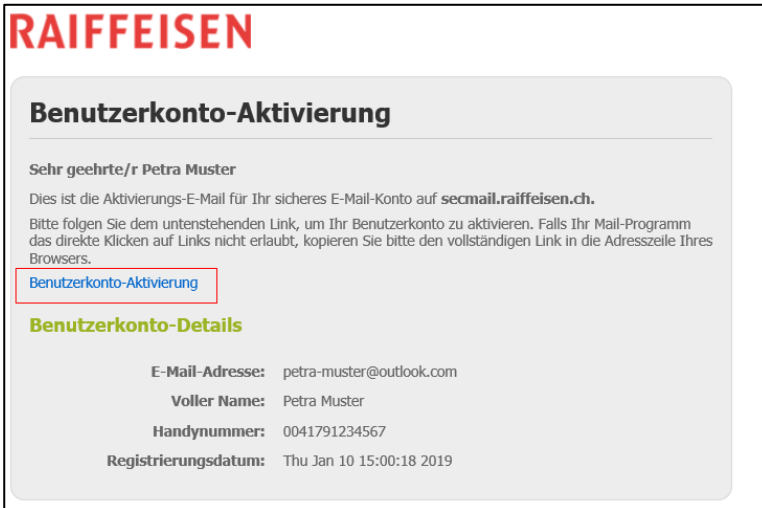 RAIFFEISEN
Benutzerkonto-Aktivierung
Sehr geehrte/r Petra Muster
Dies ist die Aktivierungs-E-Mail für Ihr sicheres E-Mail-Konto auf secmail.raiffeisen.ch.
Bitte folgen Sie dem untenstehenden Link, um Ihr Benutzerkonto zu aktivieren. Falls Ihr Mail-Programm
das direkte Klicken auf Links nicht erlaubt, kopieren Sie bitte den vollständigen Link in die Adresszeile Ihres
Browsers.
Benutzerkonto-Aktivierung
Benutzerkonto-Details
E-Mail-Adresse: petra-muster@outlook.com
Voller Name: Petra Muster
Handynummer: 0041791234567
Registrierungsdatum: Thu Jan 10 15:00:18 2019